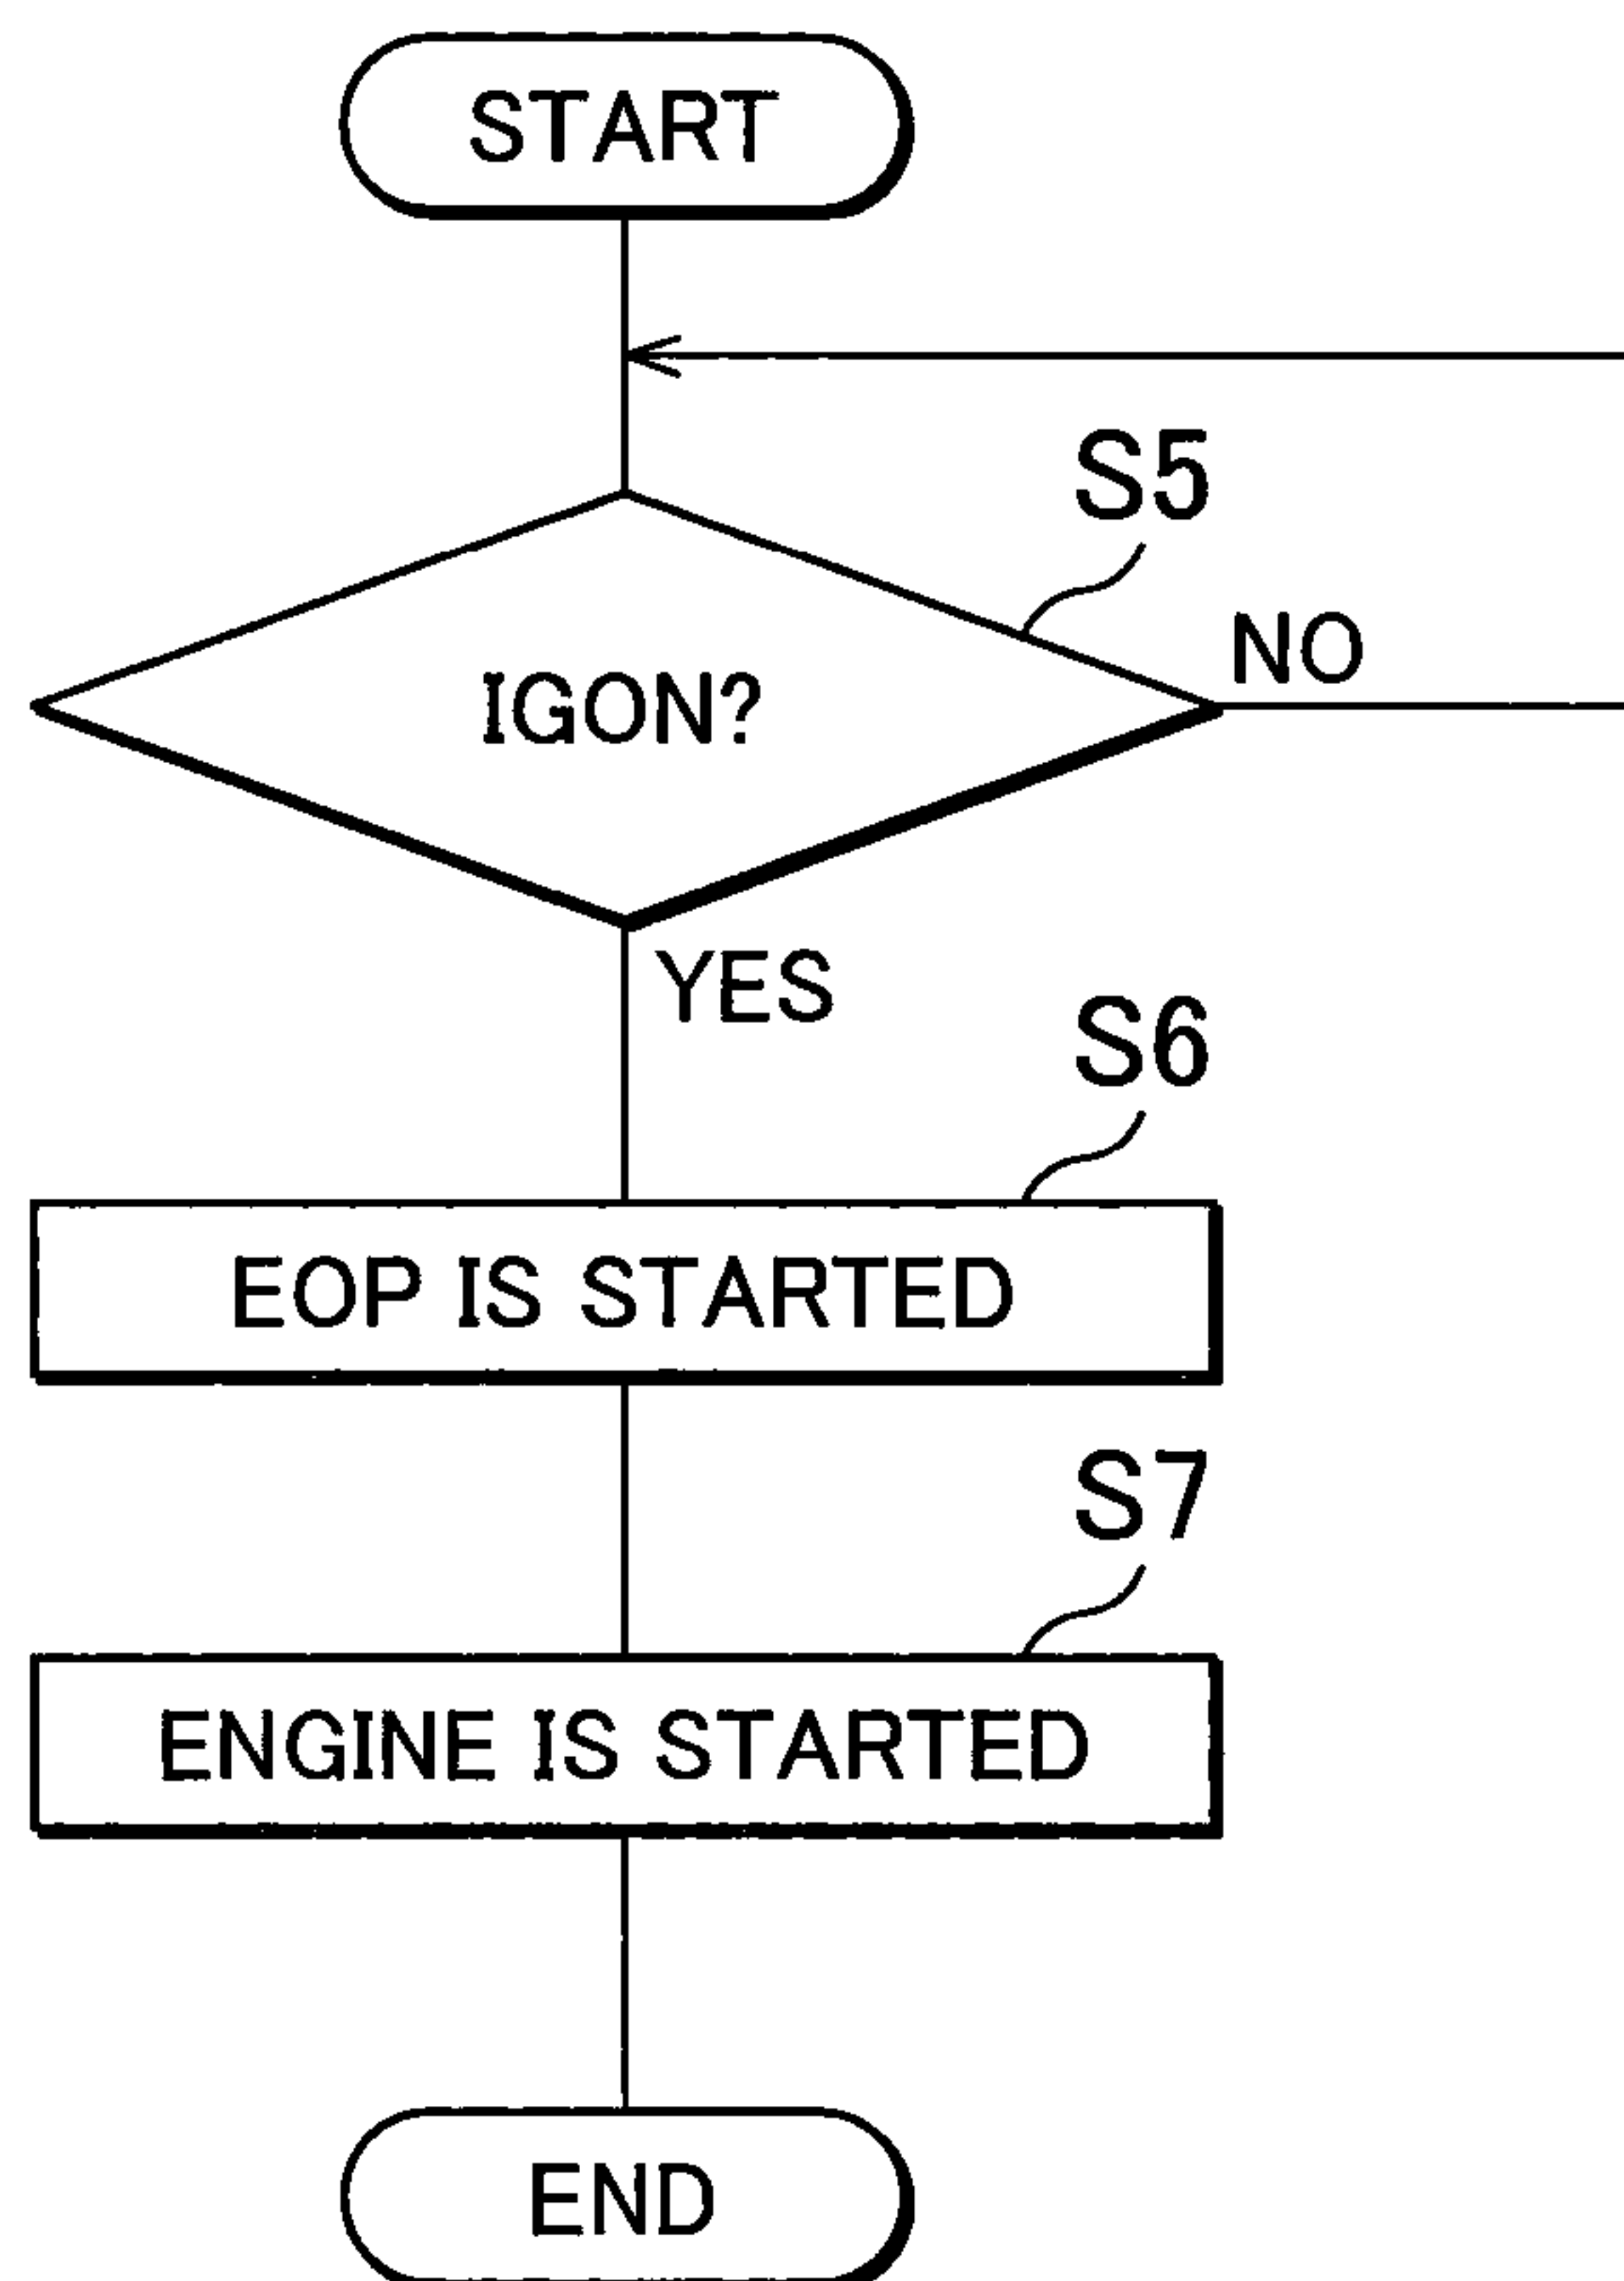 START
S5
NO
IGON?
YES
S6
EOP IS STARTED
S7
ENGINE IS STARTED
END